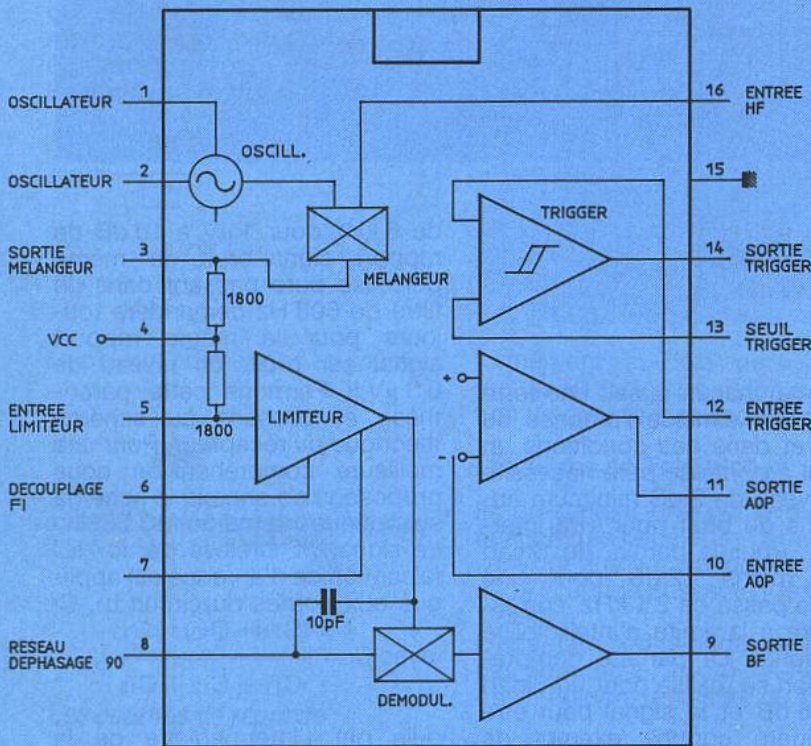 1
OSCILLATEUR
2
OSCILLATEUR
OSCILL.
3
SORTIE
MELANGEUR
MELANGEUR
1800
4
VCC
5
ENTREE
LIMITEUR
1800
LIMITEUR
6
DECOUPLAGE
FI
7
10pF
8
RESEAU
DEPHASAGE 90
DEMODUL.
16
ENTREE
HF
15
TRIGGER
14
SORTIE
TRIGGER
13
SEUIL
TRIGGER
12
ENTREE
TRIGGER
+
-
11
SORTIE
AOP
10
ENTREE
AOP
9
SORTIE
BF